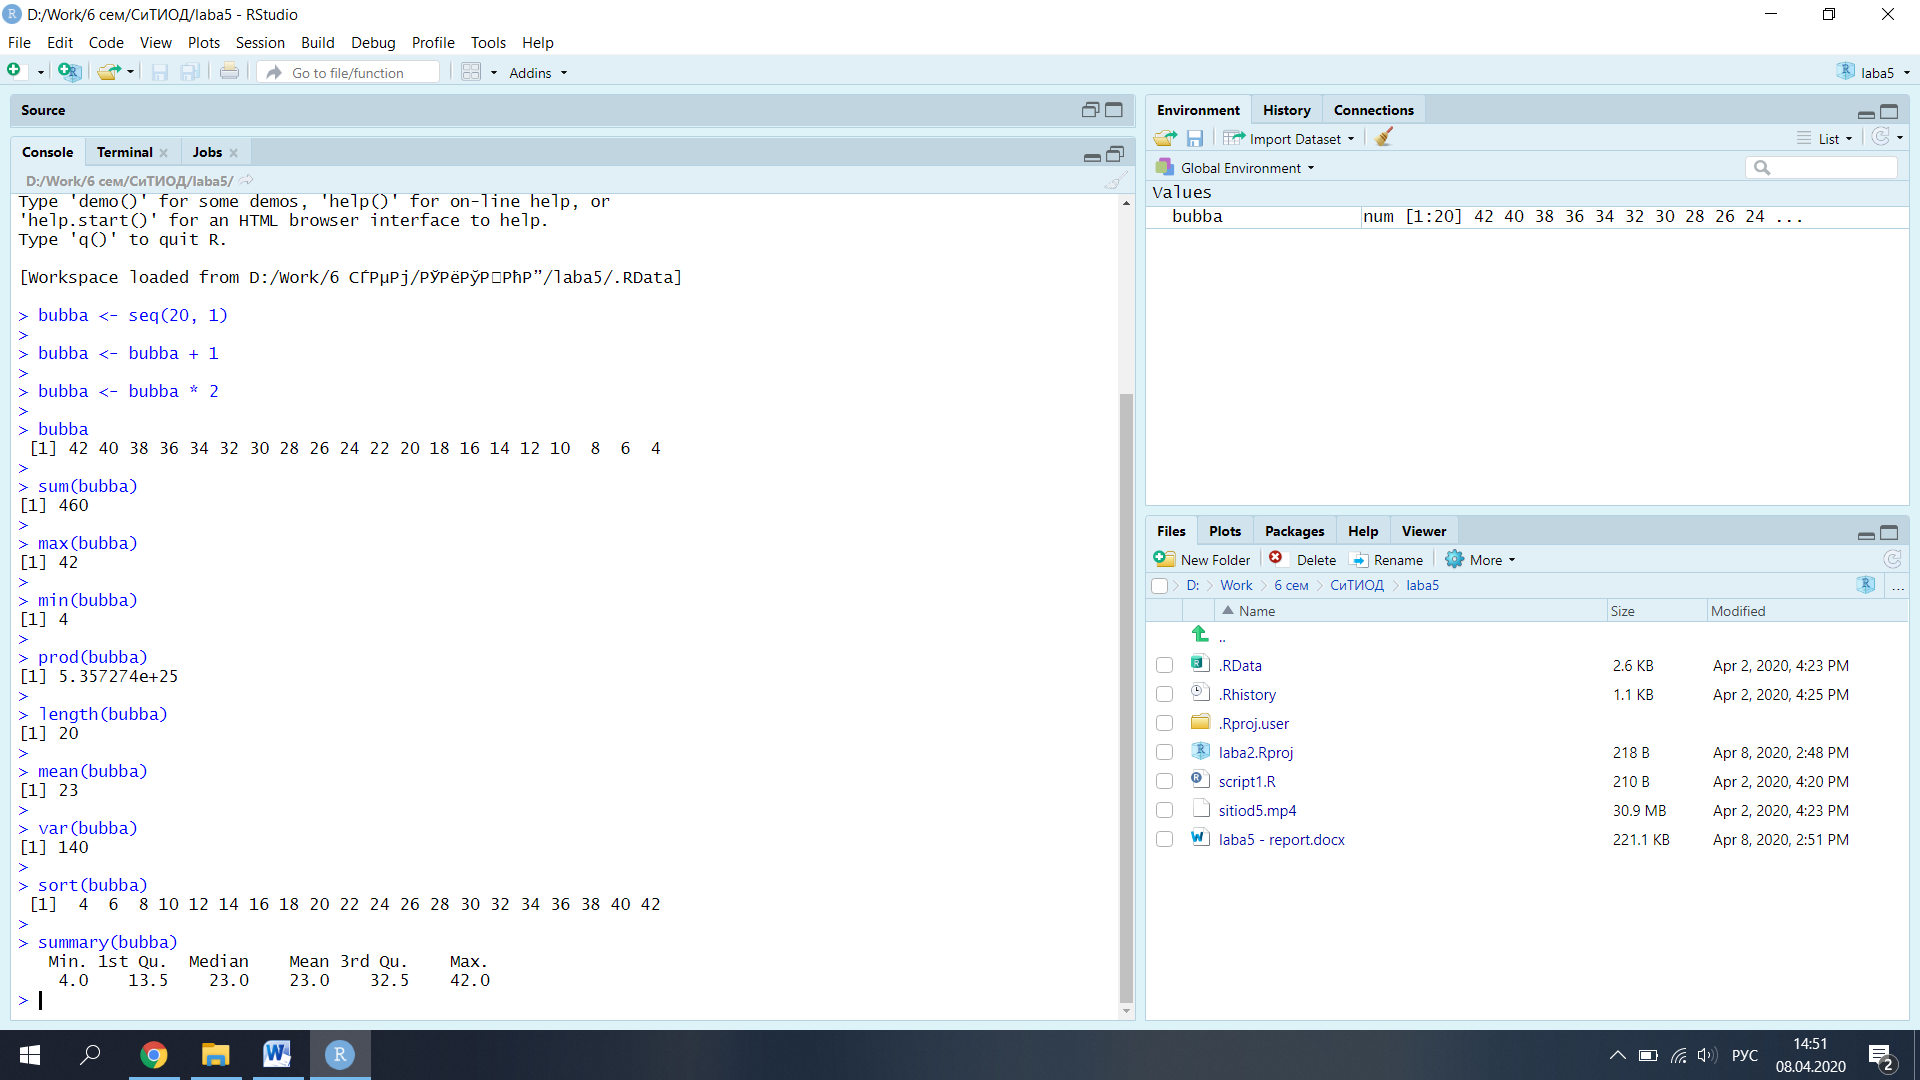 D:/Work/6 сем/СиТИОД/laba5 - RStudio
File Edit Code View Plots Session Build Debug Profile Tools Help
Go to file/function Addins laba5
Source
Console Terminal Jobs
D:/Work/6 сем/СиТИОД/laba5/
Type 'demo()' for some demos, 'help()' for on-line help, or
'help.start()' for an HTML browser interface to help.
Type 'q()' to quit R.
[Workspace loaded from D:/Work/6 СЃРµРј/РЎРёРўР□РћР”/laba5/.RData]
> bubba <- seq(20, 1)
>
> bubba <- bubba + 1
>
> bubba <- bubba * 2
>
> bubba
[1] 42 40 38 36 34 32 30 28 26 24 22 20 18 16 14 12 10 8 6 4
>
> sum(bubba)
[1] 460
>
> max(bubba)
[1] 42
>
> min(bubba)
[1] 4
>
> prod(bubba)
[1] 5.357274e+25
>
> length(bubba)
[1] 20
>
> mean(bubba)
[1] 23
>
> var(bubba)
[1] 140
>
> sort(bubba)
[1] 4 6 8 10 12 14 16 18 20 22 24 26 28 30 32 34 36 38 40 42
>
> summary(bubba)
Min. 1st Qu. Median Mean 3rd Qu. Max.
4.0 13.5 23.0 23.0 32.5 42.0
>
Environment History Connections
Import Dataset List
Global Environment
Values
bubba num [1:20] 42 40 38 36 34 32 30 28 26 24 ...
Files Plots Packages Help Viewer
New Folder Delete Rename More
D: Work 6 сем СиТИОД laba5 ...
Name Size Modified
..
.RData 2.6 KB Apr 2, 2020, 4:23 PM
.Rhistory 1.1 KB Apr 2, 2020, 4:25 PM
.Rproj.user
laba2.Rproj 218 B Apr 8, 2020, 2:48 PM
script1.R 210 B Apr 2, 2020, 4:20 PM
sitiod5.mp4 30.9 MB Apr 2, 2020, 4:23 PM
laba5 - report.docx 221.1 KB Apr 8, 2020, 2:51 PM
РУС
14:51
08.04.2020
2